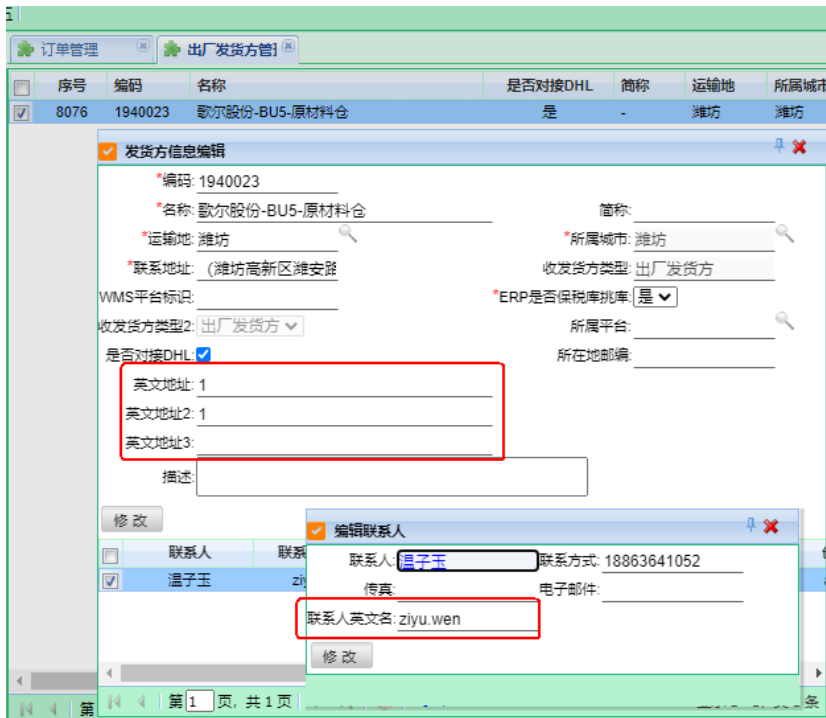 订单管理 出厂发货方管理
序号 编码 名称 是否对接DHL 简称 运输地 所属城市
8076 1940023 歌尔股份-BU5-原材料仓 是 - 潍坊 潍坊
发货方信息编辑
*编码: 1940023
*名称: 歌尔股份-BU5-原材料仓 简称:
*运输地: 潍坊 *所属城市: 潍坊
*联系地址: (潍坊高新区潍安路 收发货方类型: 出厂发货方
WMS平台标识: *ERP是否保税库挑库: 是
收发货方类型2: 出厂发货方 所属平台:
是否对接DHL: 所在地邮编:
英文地址: 1
英文地址2: 1
英文地址3:
描述:
修改
联系人 联系
温子玉 ziy
编辑联系人
联系人: 温子玉 联系方式: 18863641052
传真: 电子邮件:
联系人英文名: ziyu.wen
修改
第 1 页, 共 1 页
第 条